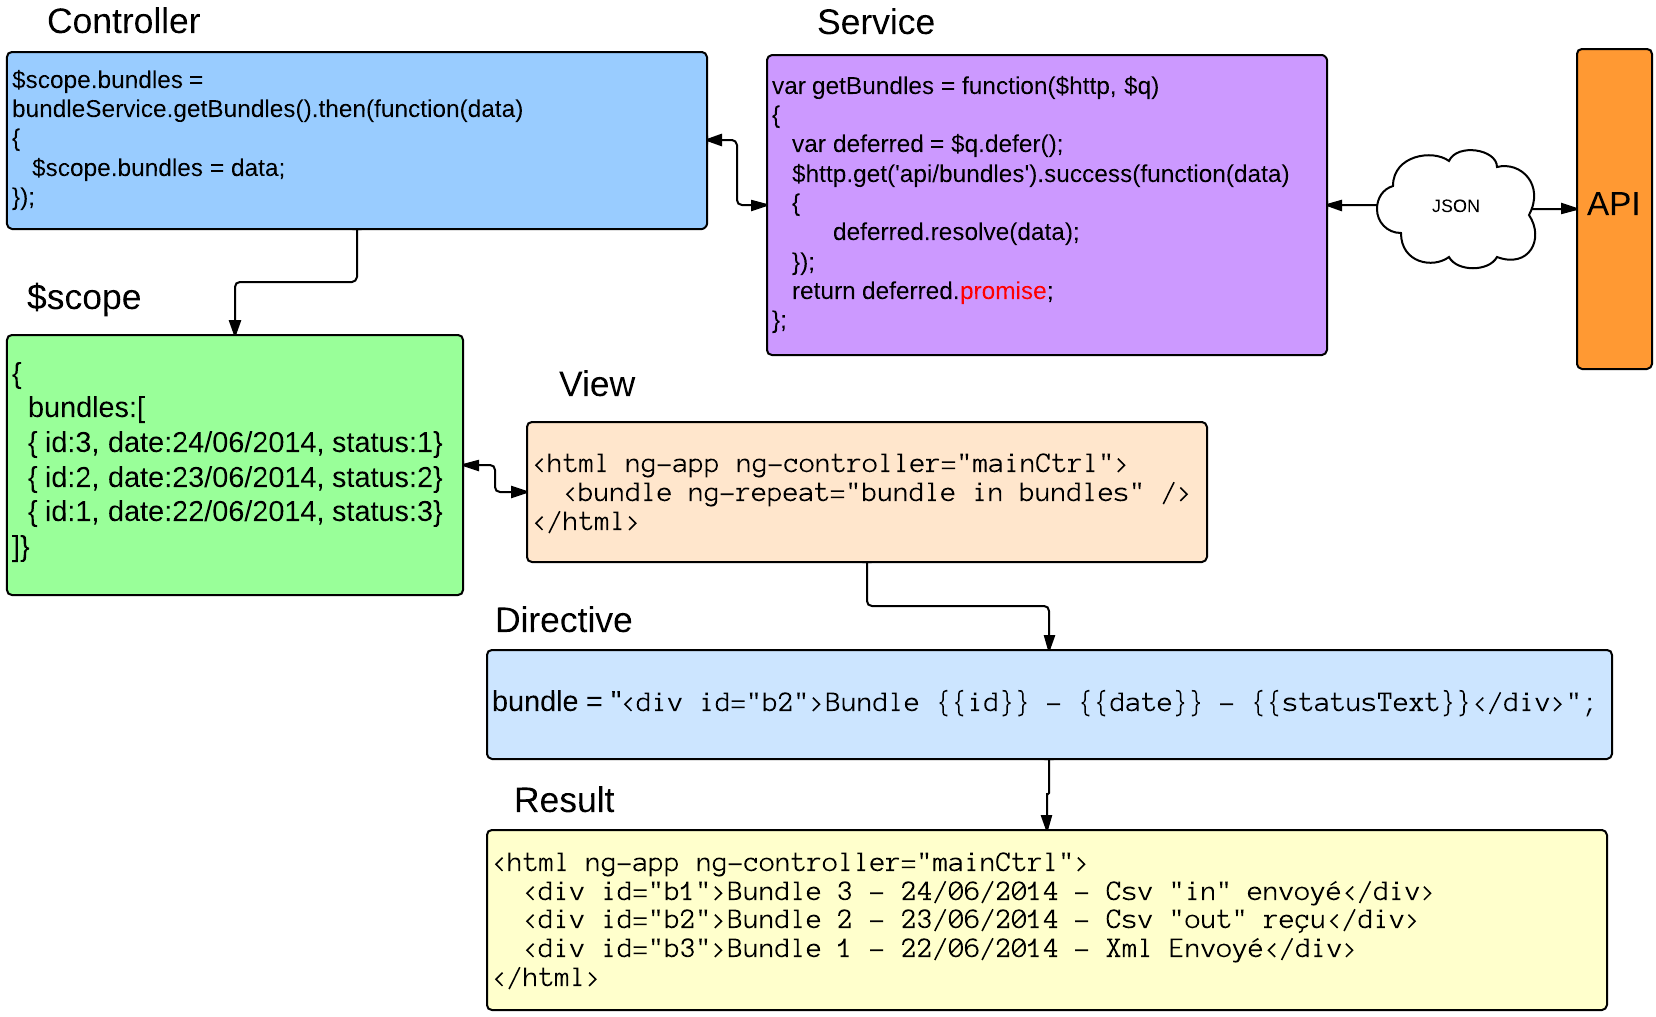 Controller
$scope.bundles =
bundleService.getBundles().then(function(data)
{
$scope.bundles = data;
});
Service
var getBundles = function($http, $q)
{
var deferred = $q.defer();
$http.get('api/bundles').success(function(data)
{
deferred.resolve(data);
});
return deferred.promise;
};
JSON
API
$scope
{
bundles:[
{ id:3, date:24/06/2014, status:1}
{ id:2, date:23/06/2014, status:2}
{ id:1, date:22/06/2014, status:3}
]}
View
<html ng-app ng-controller="mainCtrl">
<bundle ng-repeat="bundle in bundles" />
</html>
Directive
bundle = "<div id="b2">Bundle {{id}} - {{date}} - {{statusText}}</div>";
Result
<html ng-app ng-controller="mainCtrl">
<div id="b1">Bundle 3 - 24/06/2014 - Csv "in" envoyé</div>
<div id="b2">Bundle 2 - 23/06/2014 - Csv "out" reçu</div>
<div id="b3">Bundle 1 - 22/06/2014 - Xml Envoyé</div>
</html>